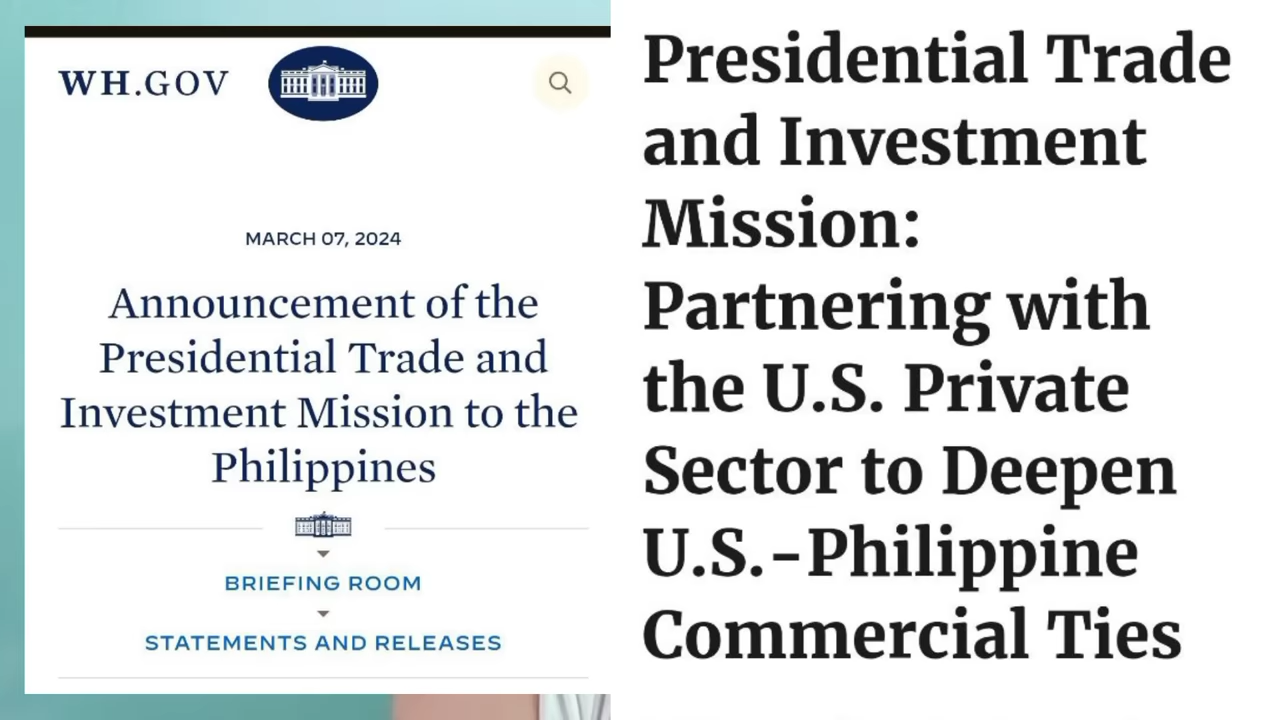 WH.GOV
MARCH 07, 2024
Announcement of the
Presidential Trade and
Investment Mission to the
Philippines
BRIEFING ROOM
STATEMENTS AND RELEASES
Presidential Trade
and Investment
Mission:
Partnering with
the U.S. Private
Sector to Deepen
U.S.-Philippine
Commercial Ties